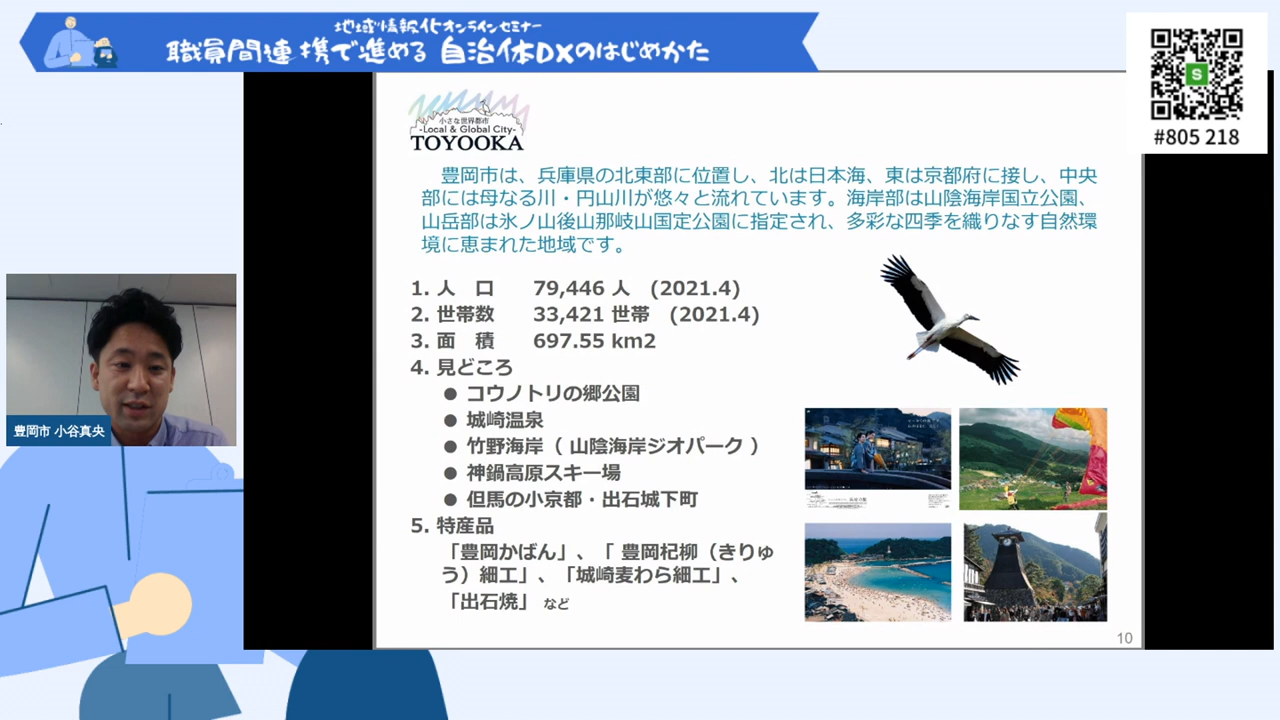 地域情報化オンラインセミナー
職員間連携で進める 自治体DXのはじめかた
#805 218
小さな世界都市
-Local & Global City-
TOYOOKA
豊岡市は、兵庫県の北東部に位置し、北は日本海、東は京都府に接し、中央
部には母なる川・円山川が悠々と流れています。海岸部は山陰海岸国立公園、
山岳部は氷ノ山後山那岐山国定公園に指定され、多彩な四季を織りなす自然環
境に恵まれた地域です。
1. 人　口　79,446 人　(2021.4)
2. 世帯数　33,421 世帯　(2021.4)
3. 面　積　697.55 km2
4. 見どころ
● コウノトリの郷公園
● 城崎温泉
● 竹野海岸（ 山陰海岸ジオパーク ）
● 神鍋高原スキー場
● 但馬の小京都・出石城下町
5. 特産品
「豊岡かばん」、「 豊岡杞柳（きりゅ
う）細工」、「城崎麦わら細工」、
「出石焼」 など
豊岡市 小谷真央
10